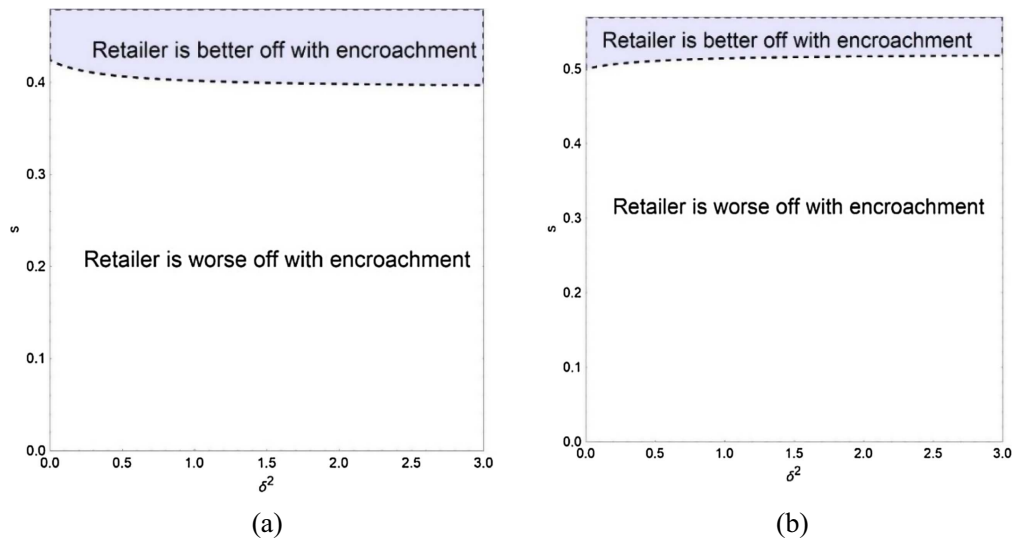 Retailer is better off with encroachment
0.4
0.3
s
Retailer is worse off with encroachment
0.2
0.1
0.0
0.0 0.5 1.0 1.5 2.0 2.5 3.0
δ²
(a)
Retailer is better off with encroachment
0.5
0.4
Retailer is worse off with encroachment
0.3
s
0.2
0.1
0.0
0.0 0.5 1.0 1.5 2.0 2.5 3.0
δ²
(b)